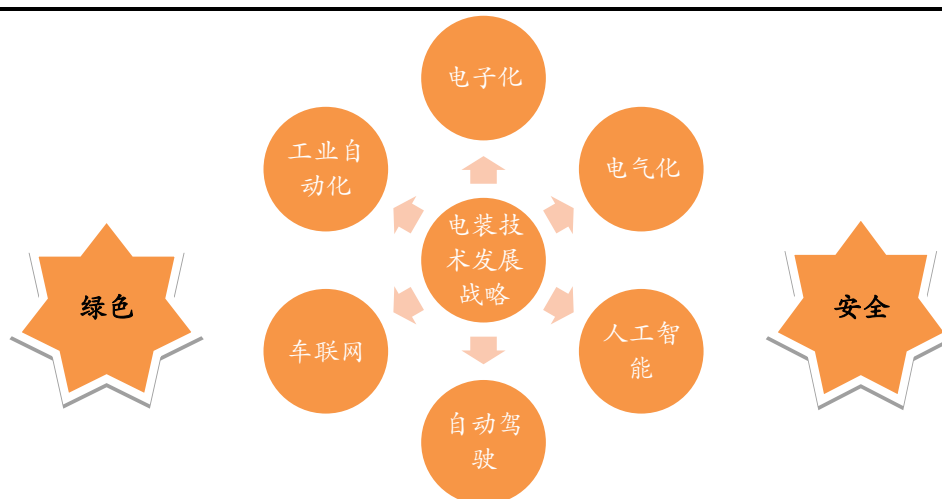 电子化
工业自
动化
电气化
电装技
术发展
战略
绿色
安全
车联网
人工智
能
自动驾
驶